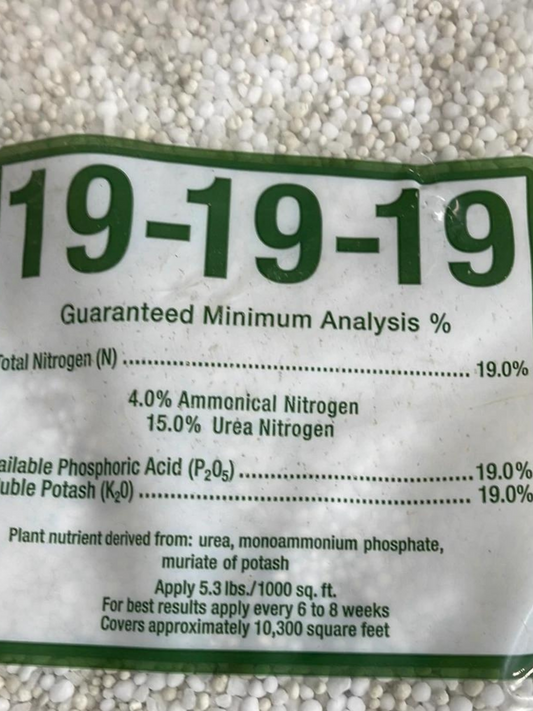 19-19-19
Guaranteed Minimum Analysis %
Total Nitrogen (N) ........................................................ 19.0%
4.0% Ammonical Nitrogen
15.0% Urea Nitrogen
ailable Phosphoric Acid (P₂O₅) ........................................ 19.0%
uble Potash (K₂0) ........................................................ 19.0%
Plant nutrient derived from: urea, monoammonium phosphate,
muriate of potash
Apply 5.3 lbs./1000 sq. ft.
For best results apply every 6 to 8 weeks
Covers approximately 10,300 square feet